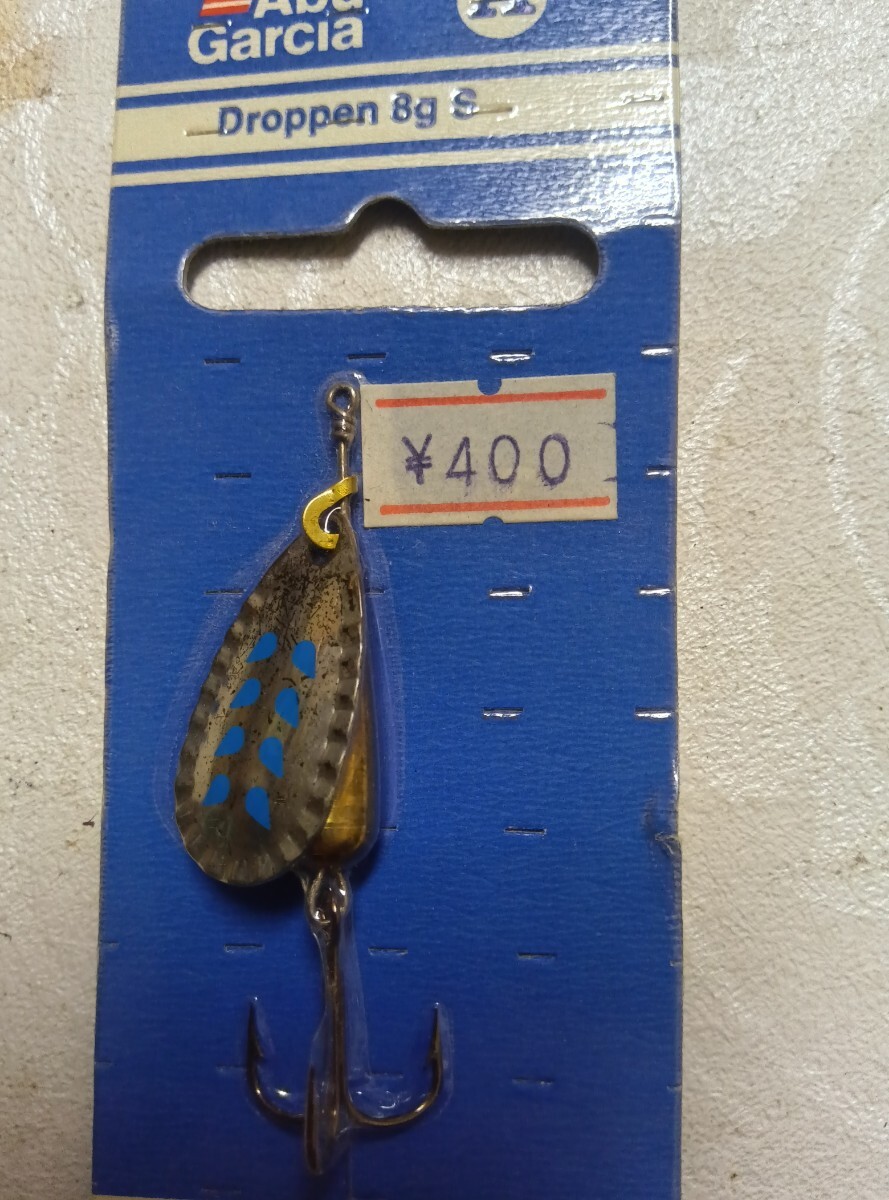 Abu
Garcia
Droppen 8g S
¥400